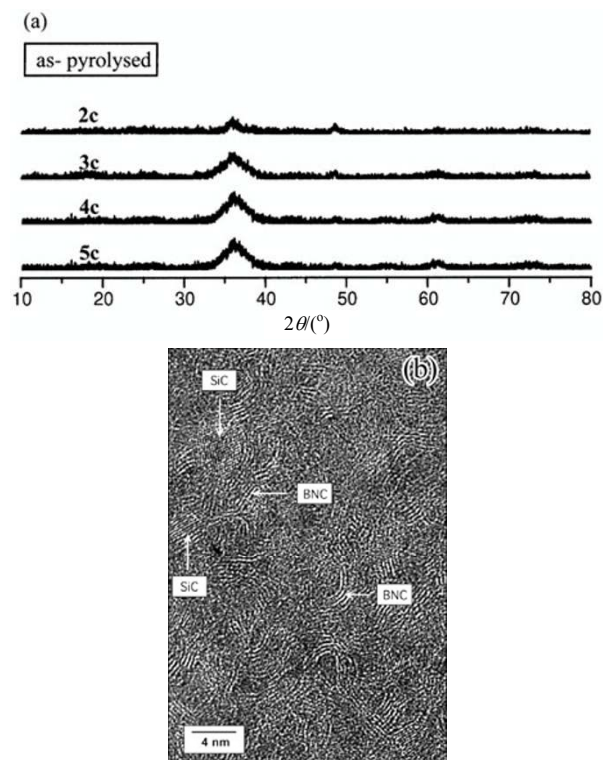 (a)
as- pyrolysed
2c
3c
4c
5c
10 20 30 40 50 60 70 80
2θ/(°)
(b)
SiC
BNC
SiC
BNC
4 nm